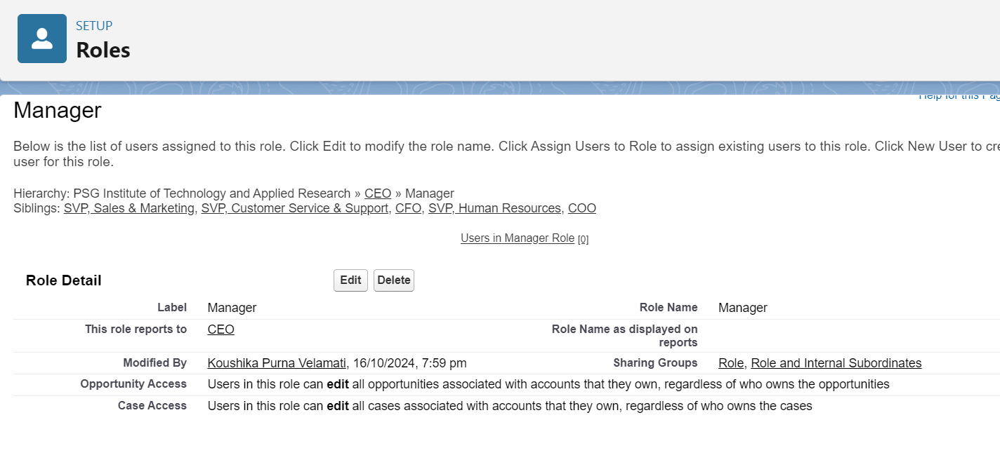 SETUP
Roles
Help for this Pag
Manager
Below is the list of users assigned to this role. Click Edit to modify the role name. Click Assign Users to Role to assign existing users to this role. Click New User to cre
user for this role.
Hierarchy: PSG Institute of Technology and Applied Research » CEO » Manager
Siblings: SVP, Sales & Marketing, SVP, Customer Service & Support, CFO, SVP, Human Resources, COO
Users in Manager Role [0]
Role Detail Edit Delete
Label Manager Role Name Manager
This role reports to CEO Role Name as displayed on
reports
Modified By Koushika Purna Velamati, 16/10/2024, 7:59 pm Sharing Groups Role, Role and Internal Subordinates
Opportunity Access Users in this role can edit all opportunities associated with accounts that they own, regardless of who owns the opportunities
Case Access Users in this role can edit all cases associated with accounts that they own, regardless of who owns the cases